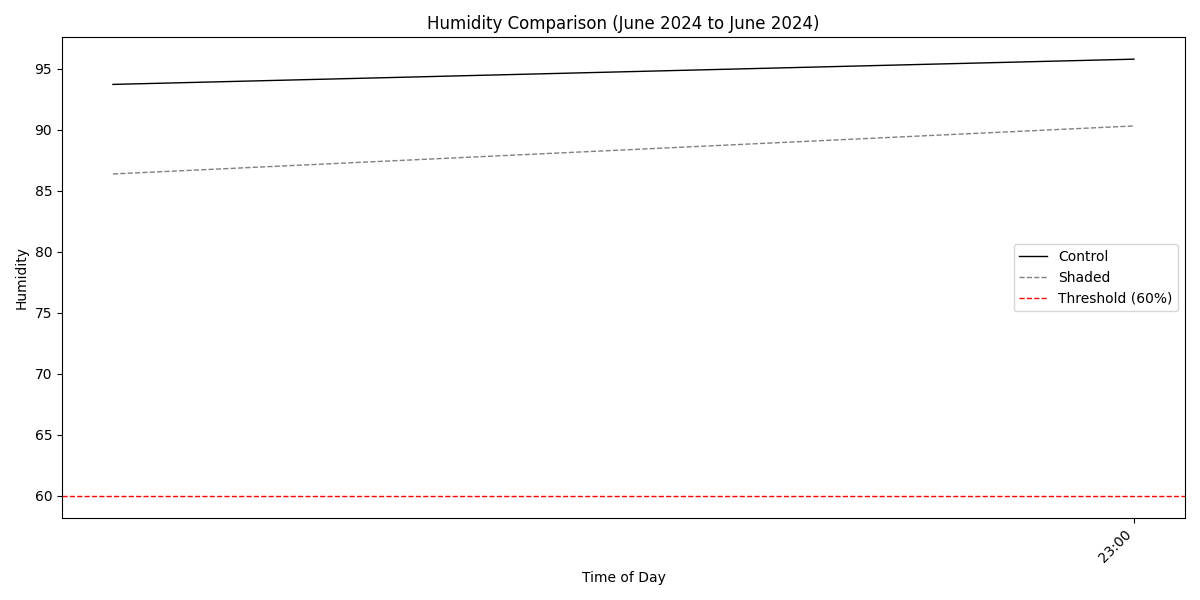 Humidity Comparison (June 2024 to June 2024)
95
90
85
80
75
70
65
60
Humidity
Control
Shaded
Threshold (60%)
23:00
Time of Day